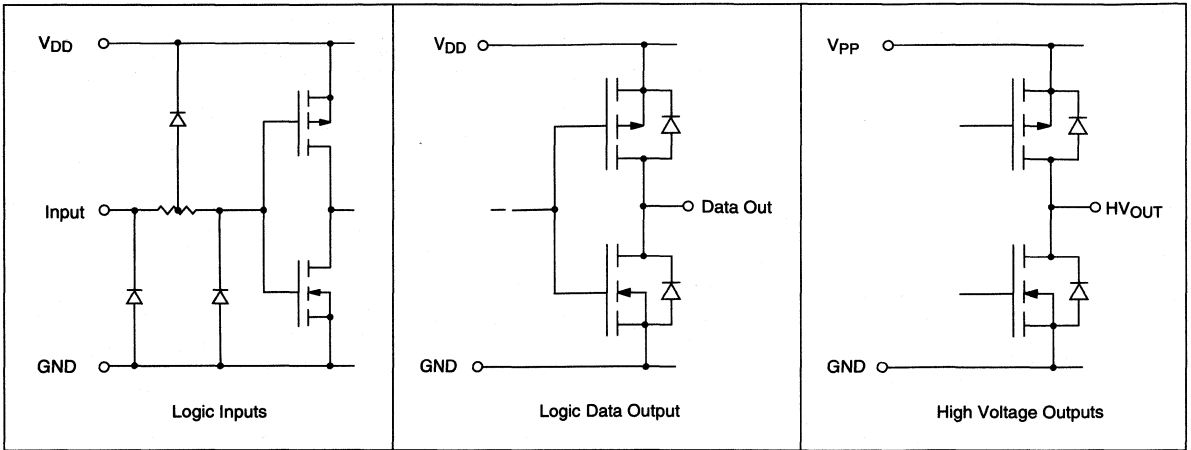 VDD
Input
GND
Logic Inputs
VDD
Data Out
GND
Logic Data Output
VPP
HVOUT
GND
High Voltage Outputs